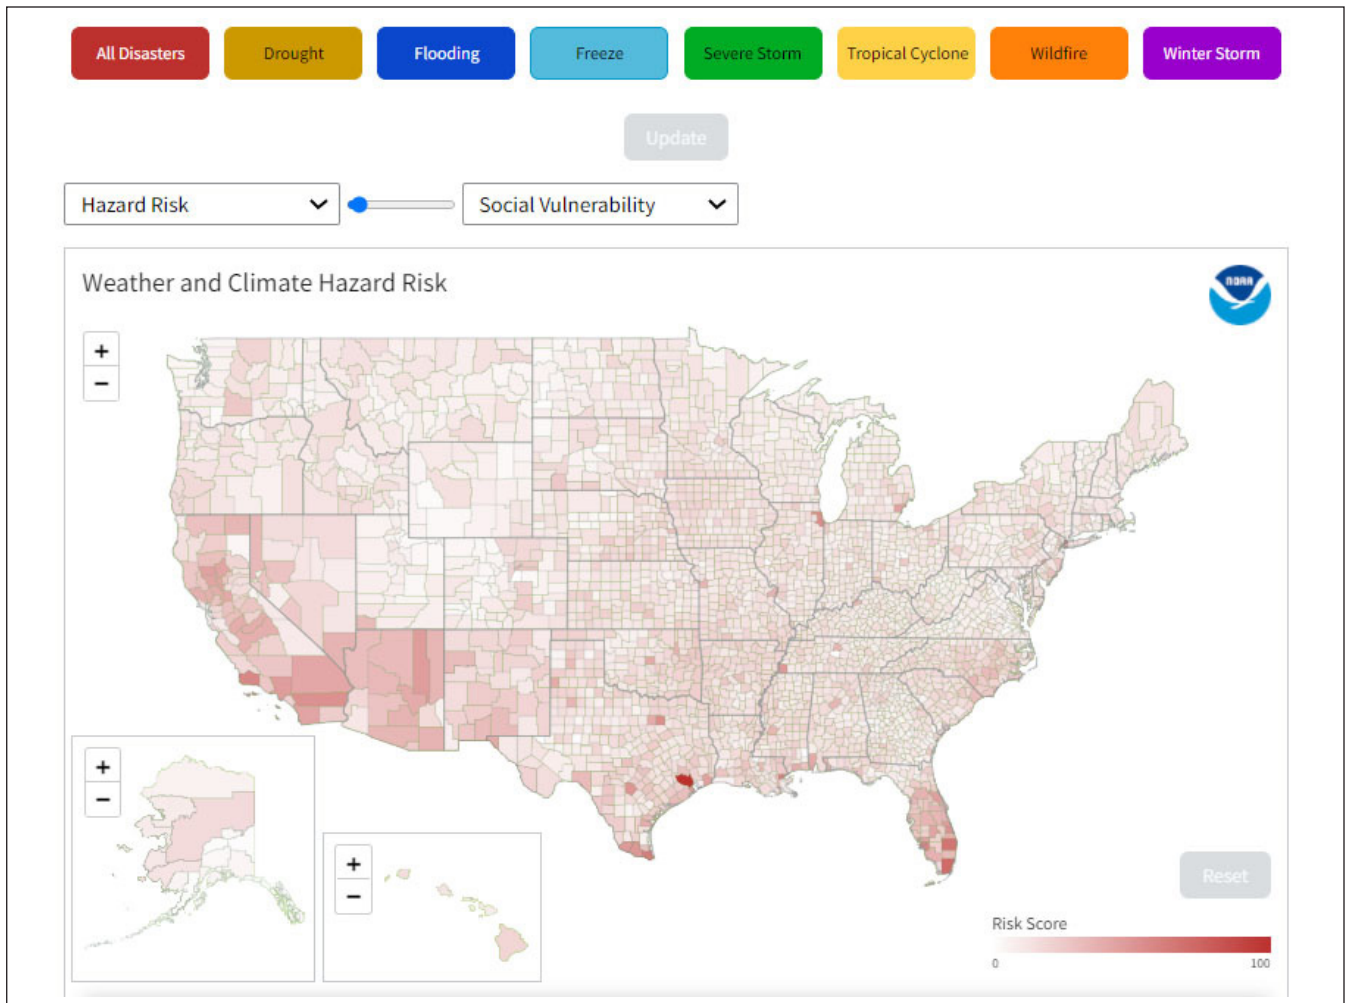 All Disasters
Drought
Flooding
Freeze
Severe Storm
Tropical Cyclone
Wildfire
Winter Storm
Update
Hazard Risk
Social Vulnerability
Weather and Climate Hazard Risk
NOAA
+
−
+
−
+
−
Reset
Risk Score
0
100